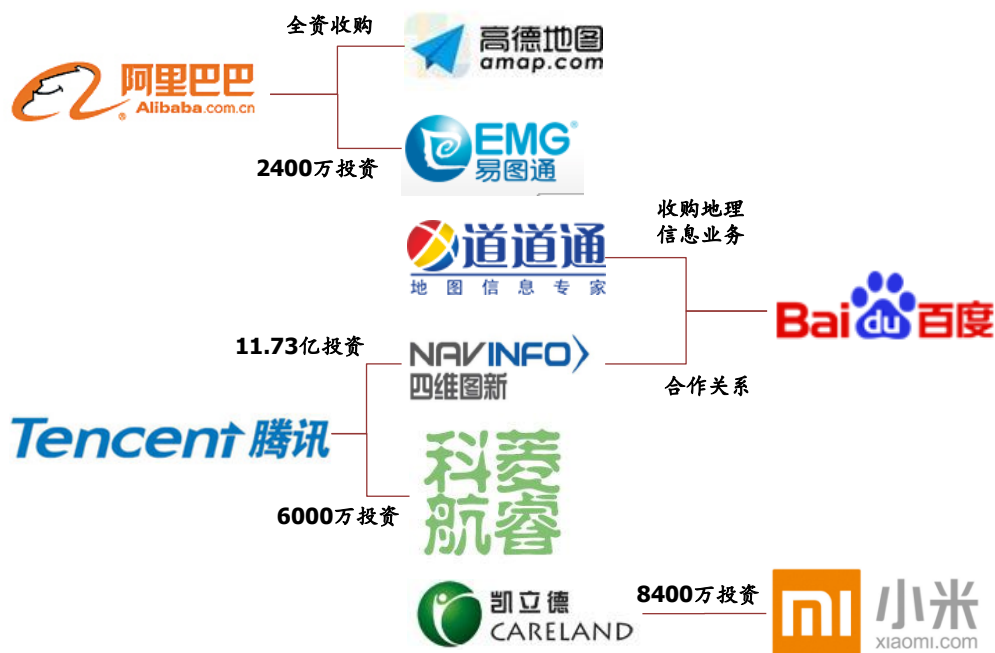 全资收购
高德地图
amap.com
阿里巴巴
Alibaba.com.cn
EMG
易图通
2400万投资
道道通
地图信息专家
收购地理
信息业务
Bai du 百度
11.73亿投资
NAVINFO
四维图新
合作关系
Tencent 腾讯
科菱
航睿
6000万投资
凯立德
CARELAND
8400万投资
mi
小米
xiaomi.com